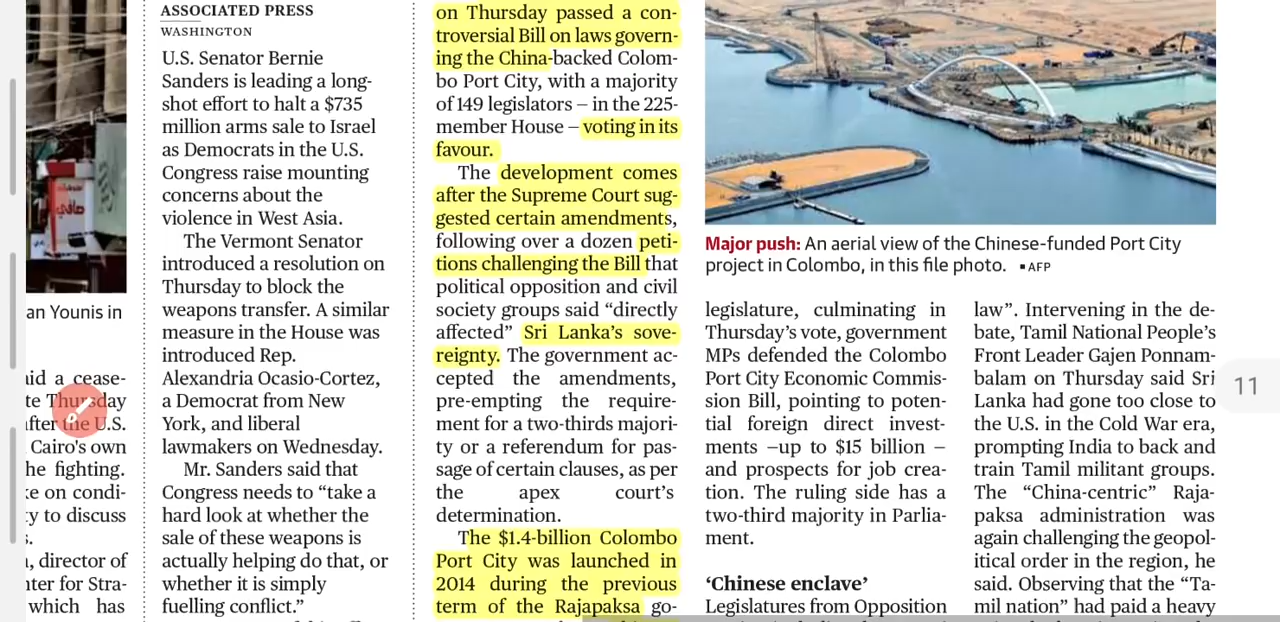 an Younis in
aid a cease-
te Thursday
after the U.S.
Cairo's own
he fighting.
ke on condi-
ty to discuss
s.
, director of
nter for Stra-
which has
ASSOCIATED PRESS
WASHINGTON
U.S. Senator Bernie
Sanders is leading a long-
shot effort to halt a $735
million arms sale to Israel
as Democrats in the U.S.
Congress raise mounting
concerns about the
violence in West Asia.
The Vermont Senator
introduced a resolution on
Thursday to block the
weapons transfer. A similar
measure in the House was
introduced Rep.
Alexandria Ocasio-Cortez,
a Democrat from New
York, and liberal
lawmakers on Wednesday.
Mr. Sanders said that
Congress needs to “take a
hard look at whether the
sale of these weapons is
actually helping do that, or
whether it is simply
fuelling conflict.”
on Thursday passed a con-
troversial Bill on laws govern-
ing the China-backed Colom-
bo Port City, with a majority
of 149 legislators – in the 225-
member House – voting in its
favour.
The development comes
after the Supreme Court sug-
gested certain amendments,
following over a dozen peti-
tions challenging the Bill that
political opposition and civil
society groups said “directly
affected” Sri Lanka’s sove-
reignty. The government ac-
cepted the amendments,
pre-empting the require-
ment for a two-thirds majori-
ty or a referendum for pas-
sage of certain clauses, as per
the apex court’s
determination.
The $1.4-billion Colombo
Port City was launched in
2014 during the previous
term of the Rajapaksa go-
Major push: An aerial view of the Chinese-funded Port City
project in Colombo, in this file photo. ▪ AFP
legislature, culminating in
Thursday’s vote, government
MPs defended the Colombo
Port City Economic Commis-
sion Bill, pointing to poten-
tial foreign direct invest-
ments –up to $15 billion –
and prospects for job crea-
tion. The ruling side has a
two-third majority in Parlia-
ment.
‘Chinese enclave’
Legislatures from Opposition
law”. Intervening in the de-
bate, Tamil National People’s
Front Leader Gajen Ponnam-
balam on Thursday said Sri
Lanka had gone too close to
the U.S. in the Cold War era,
prompting India to back and
train Tamil militant groups.
The “China-centric” Raja-
paksa administration was
again challenging the geopol-
itical order in the region, he
said. Observing that the “Ta-
mil nation” had paid a heavy
11